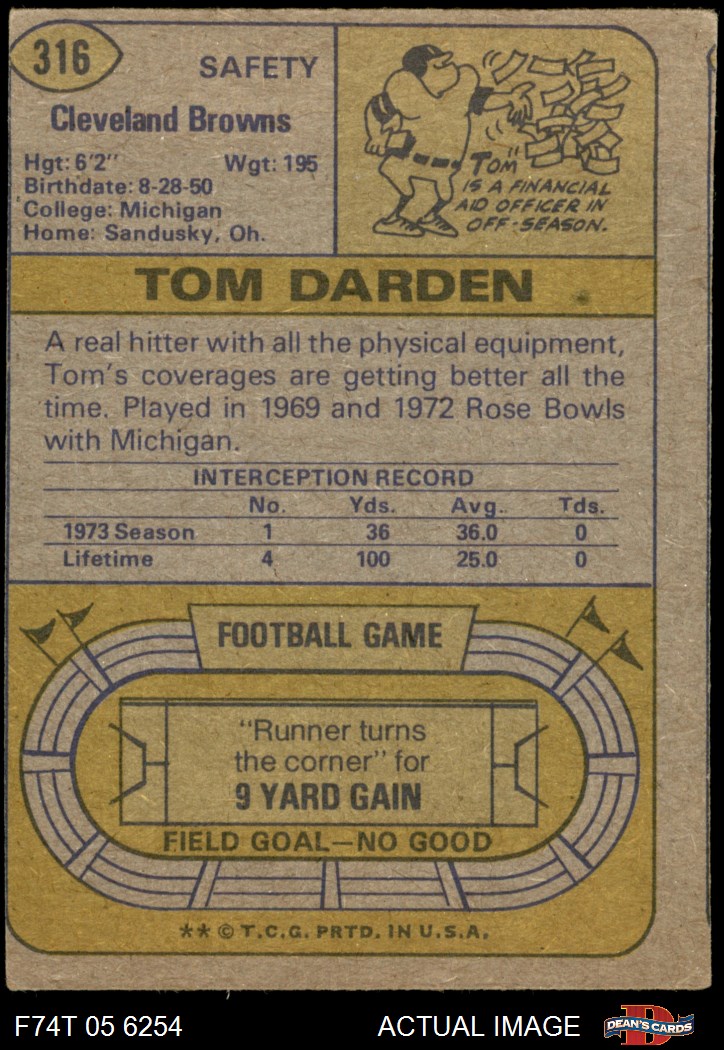 316
SAFETY
Cleveland Browns
Hgt: 6'2" Wgt: 195
Birthdate: 8-28-50
College: Michigan
Home: Sandusky, Oh.
"TOM"
IS A FINANCIAL
AID OFFICER IN
OFF-SEASON.
TOM DARDEN
A real hitter with all the physical equipment,
Tom's coverages are getting better all the
time. Played in 1969 and 1972 Rose Bowls
with Michigan.
INTERCEPTION RECORD
No. Yds. Avg. Tds.
1973 Season 1 36 36.0 0
Lifetime 4 100 25.0 0
FOOTBALL GAME
"Runner turns
the corner" for
9 YARD GAIN
FIELD GOAL—NO GOOD
** © T.C.G. PRTD. IN U.S.A.
F74T 05 6254 ACTUAL IMAGE
D
DEAN'S CARDS